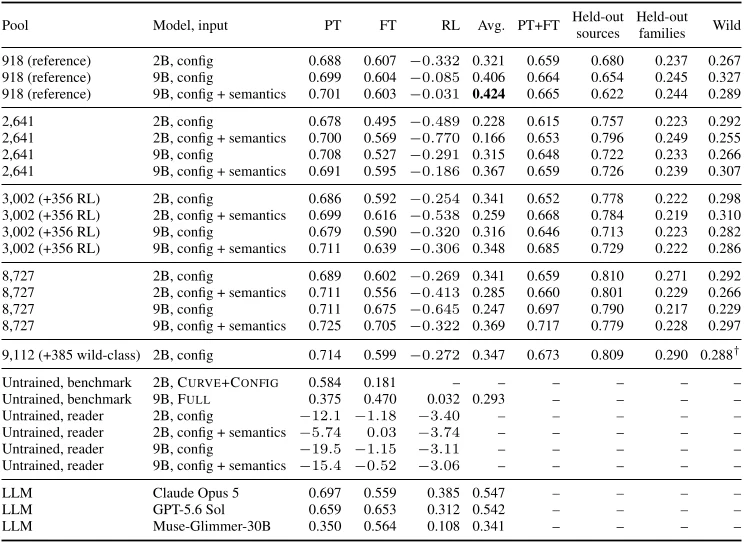 Pool Model, input PT FT RL Avg. PT+FT Held-out sources Held-out families Wild
918 (reference) 2B, config 0.688 0.607 −0.332 0.321 0.659 0.680 0.237 0.267
918 (reference) 9B, config 0.699 0.604 −0.085 0.406 0.664 0.654 0.245 0.327
918 (reference) 9B, config + semantics 0.701 0.603 −0.031 0.424 0.665 0.622 0.244 0.289
2,641 2B, config 0.678 0.495 −0.489 0.228 0.615 0.757 0.223 0.292
2,641 2B, config + semantics 0.700 0.569 −0.770 0.166 0.653 0.796 0.249 0.255
2,641 9B, config 0.708 0.527 −0.291 0.315 0.648 0.722 0.233 0.266
2,641 9B, config + semantics 0.691 0.595 −0.186 0.367 0.659 0.726 0.239 0.307
3,002 (+356 RL) 2B, config 0.686 0.592 −0.254 0.341 0.652 0.778 0.222 0.298
3,002 (+356 RL) 2B, config + semantics 0.699 0.616 −0.538 0.259 0.668 0.784 0.219 0.310
3,002 (+356 RL) 9B, config 0.679 0.590 −0.320 0.316 0.646 0.713 0.223 0.282
3,002 (+356 RL) 9B, config + semantics 0.711 0.639 −0.306 0.348 0.685 0.729 0.222 0.286
8,727 2B, config 0.689 0.602 −0.269 0.341 0.659 0.810 0.271 0.292
8,727 2B, config + semantics 0.711 0.556 −0.413 0.285 0.660 0.801 0.229 0.266
8,727 9B, config 0.711 0.675 −0.645 0.247 0.697 0.790 0.217 0.229
8,727 9B, config + semantics 0.725 0.705 −0.322 0.369 0.717 0.779 0.228 0.297
9,112 (+385 wild-class) 2B, config 0.714 0.599 −0.272 0.347 0.673 0.809 0.290 0.288†
Untrained, benchmark 2B, CURVE+CONFIG 0.584 0.181 – – – – – –
Untrained, benchmark 9B, FULL 0.375 0.470 0.032 0.293 – – – –
Untrained, reader 2B, config −12.1 −1.18 −3.40 – – – – –
Untrained, reader 2B, config + semantics −5.74 0.03 −3.74 – – – – –
Untrained, reader 9B, config −19.5 −1.15 −3.11 – – – – –
Untrained, reader 9B, config + semantics −15.4 −0.52 −3.06 – – – – –
LLM Claude Opus 5 0.697 0.559 0.385 0.547 – – – –
LLM GPT-5.6 Sol 0.659 0.653 0.312 0.542 – – – –
LLM Muse-Glimmer-30B 0.350 0.564 0.108 0.341 – – – –